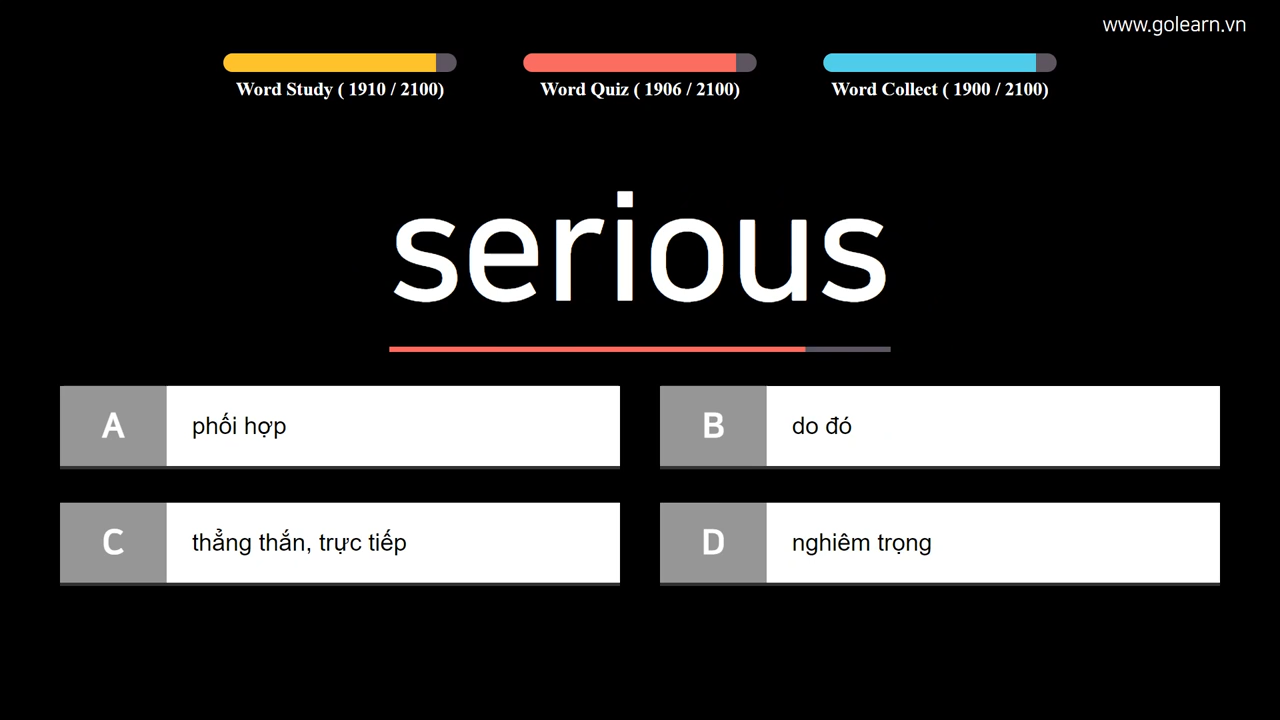 www.golearn.vn
Word Study ( 1910 / 2100)
Word Quiz ( 1906 / 2100)
Word Collect ( 1900 / 2100)
serious
A
phối hợp
B
do đó
C
thẳng thắn, trực tiếp
D
nghiêm trọng